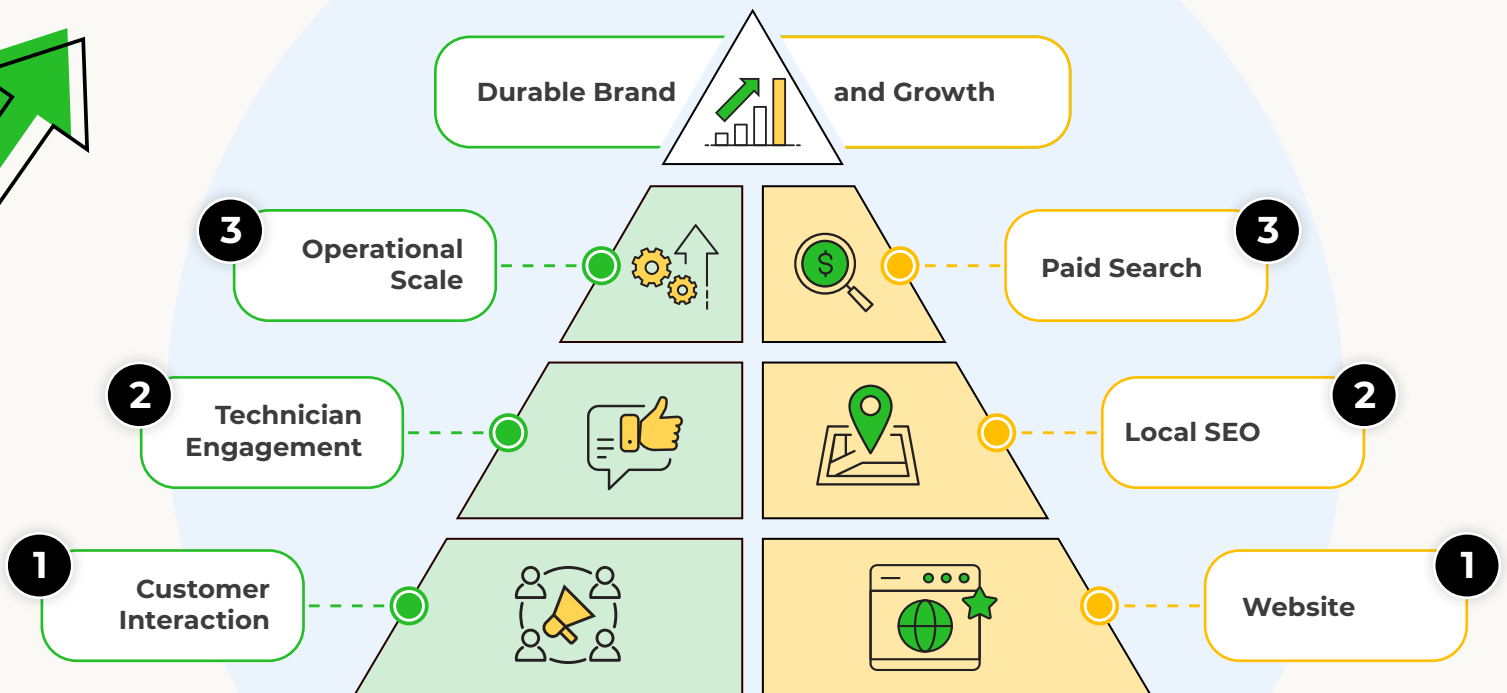 Durable Brand and Growth
3
Operational
Scale
$
Paid Search
3
2
Technician
Engagement
Local SEO
2
1
Customer
Interaction
Website
1